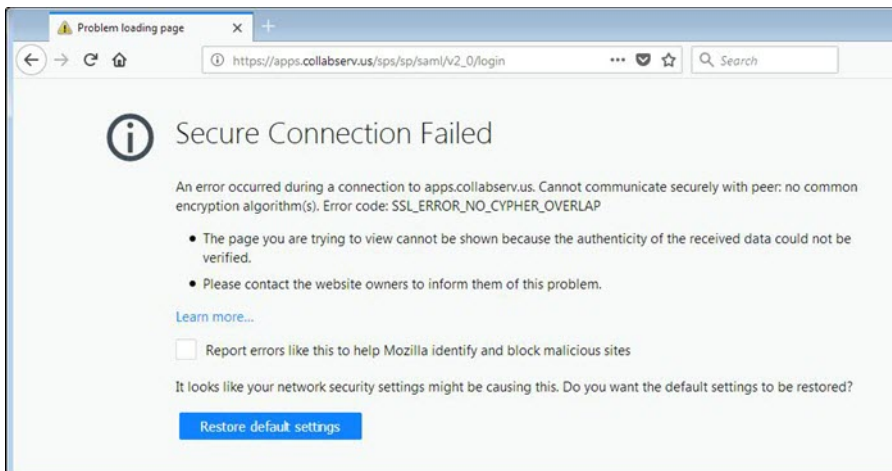 Problem loading page
https://apps.collabserv.us/sps/sp/saml/v2_0/login
Search
Secure Connection Failed
An error occurred during a connection to apps.collabserv.us. Cannot communicate securely with peer: no common
encryption algorithm(s). Error code: SSL_ERROR_NO_CYPHER_OVERLAP
• The page you are trying to view cannot be shown because the authenticity of the received data could not be
verified.
• Please contact the website owners to inform them of this problem.
Learn more...
Report errors like this to help Mozilla identify and block malicious sites
It looks like your network security settings might be causing this. Do you want the default settings to be restored?
Restore default settings